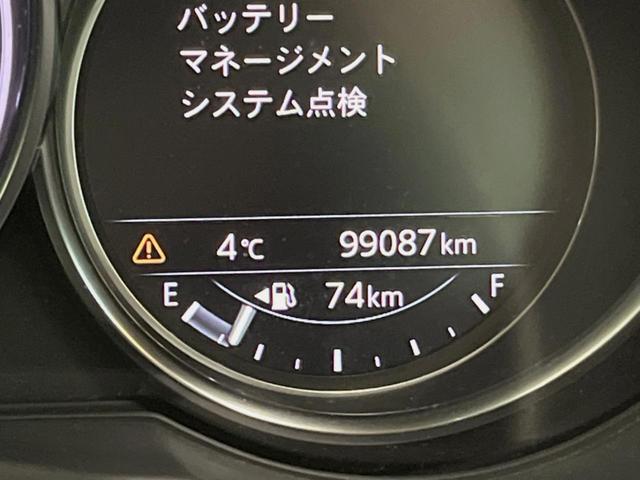 バッテリー
マネージメント
システム点検
4℃ 99087km
E 74km F